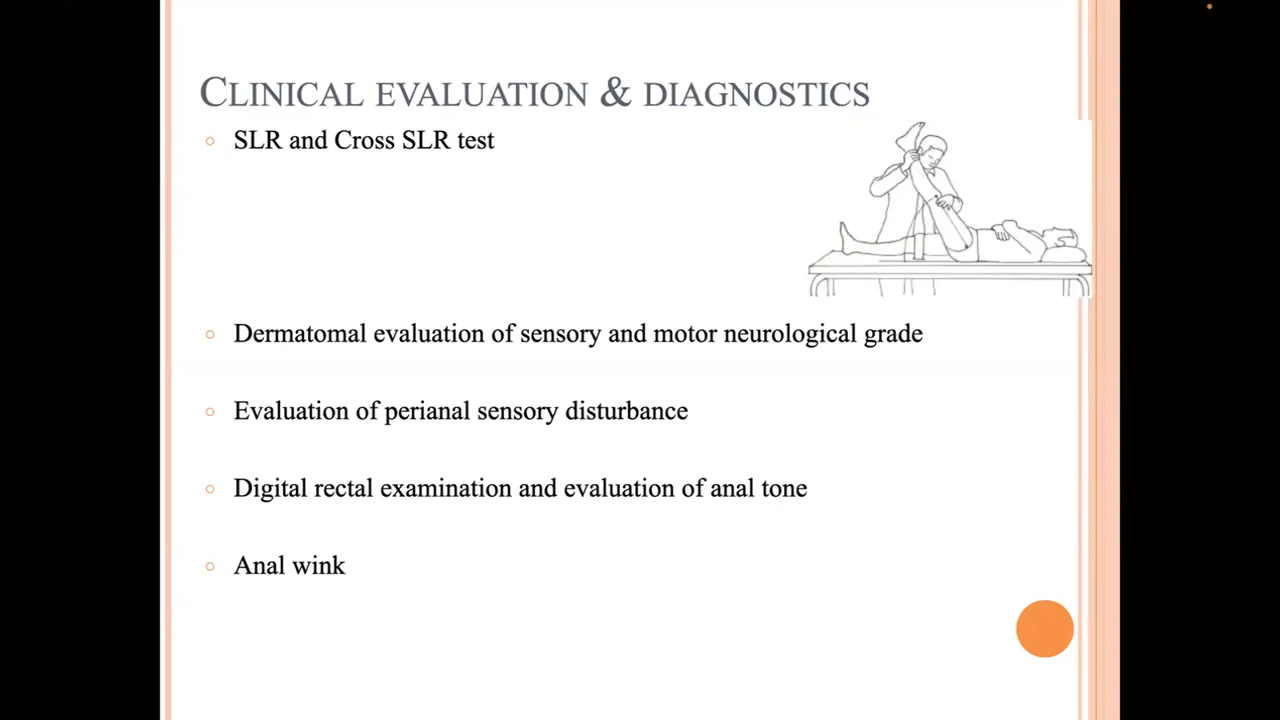 CLINICAL EVALUATION & DIAGNOSTICS
SLR and Cross SLR test
Dermatomal evaluation of sensory and motor neurological grade
Evaluation of perianal sensory disturbance
Digital rectal examination and evaluation of anal tone
Anal wink